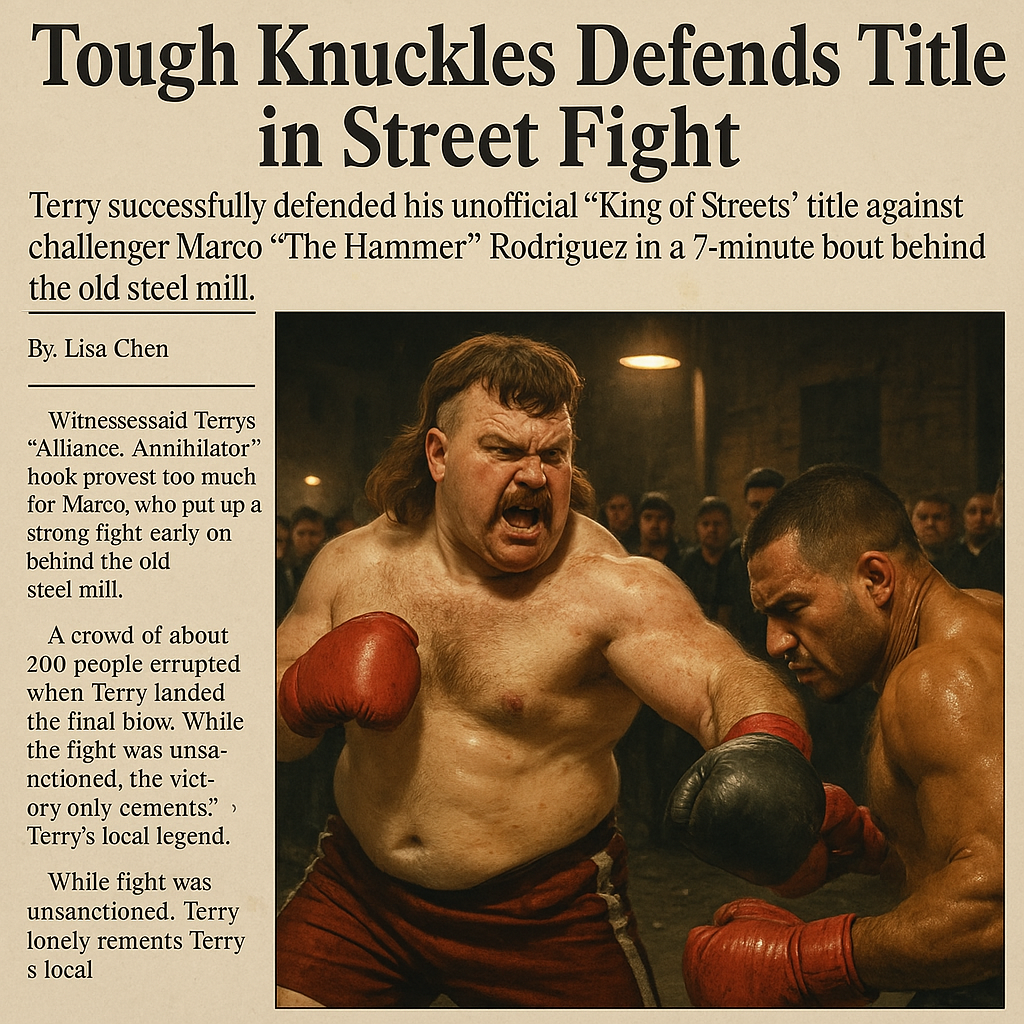 Tough Knuckles Defends Title
in Street Fight
Terry successfully defended his unofficial “King of Streets’ title against
challenger Marco “The Hammer” Rodriguez in a 7-minute bout behind
the old steel mill.
By. Lisa Chen
Witnessessaid Terrys
“Alliance. Annihilator”
hook provest too much
for Marco, who put up a
strong fight early on
behind the old
steel mill.
A crowd of about
200 people errupted
when Terry landed
the final biow. While
the fight was unsa-
nctioned, the vict-
ory only cements.” ›
Terry’s local legend.
While fight was
unsanctioned. Terry
lonely rements Terry
s local